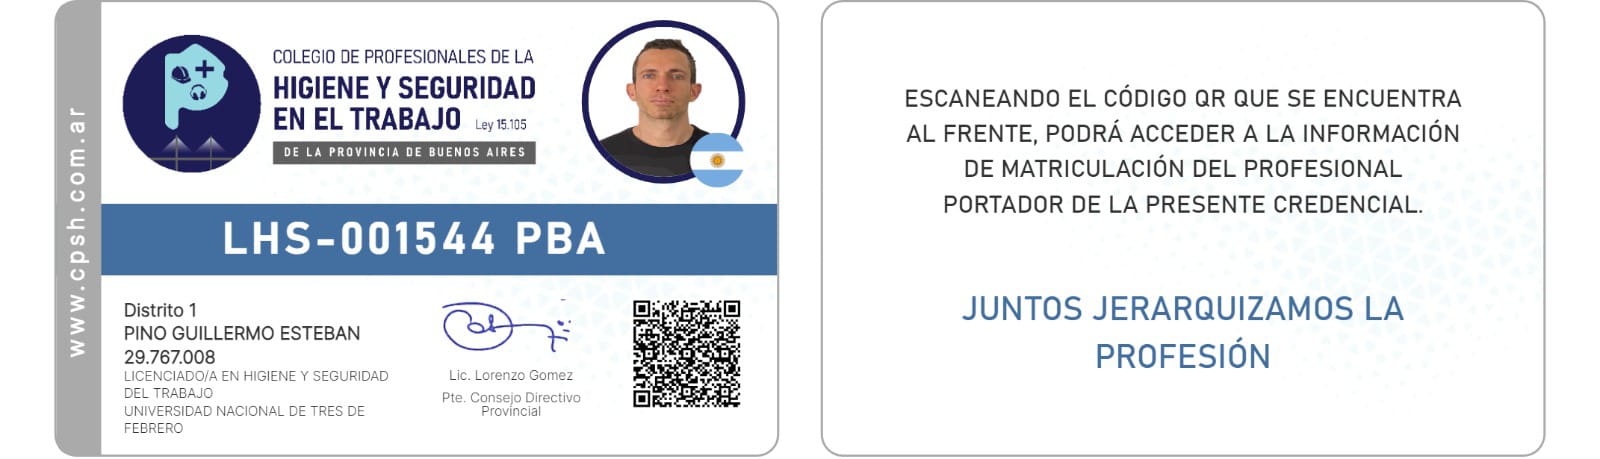 www.cpsh.com.ar
COLEGIO DE PROFESIONALES DE LA
HIGIENE Y SEGURIDAD
EN EL TRABAJO Ley 15.105
DE LA PROVINCIA DE BUENOS AIRES
LHS-001544 PBA
Distrito 1
PINO GUILLERMO ESTEBAN
29.767.008
LICENCIADO/A EN HIGIENE Y SEGURIDAD
DEL TRABAJO
UNIVERSIDAD NACIONAL DE TRES DE
FEBRERO
Lic. Lorenzo Gomez
Pte. Consejo Directivo
Provincial
ESCANEANDO EL CÓDIGO QR QUE SE ENCUENTRA
AL FRENTE, PODRÁ ACCEDER A LA INFORMACIÓN
DE MATRICULACIÓN DEL PROFESIONAL
PORTADOR DE LA PRESENTE CREDENCIAL.
JUNTOS JERARQUIZAMOS LA
PROFESIÓN